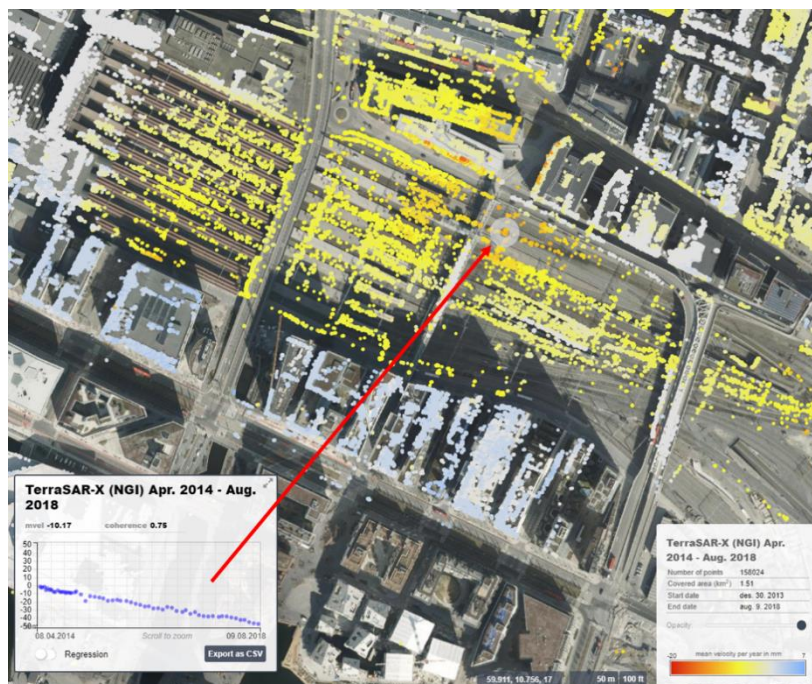 TerraSAR-X (NGI) Apr. 2014 - Aug.
2018
mvel -10.17 coherence 0.75
50
40
30
20
10
0
-10
-20
-30
-40
-50
08.04.2014 Scroll to zoom 09.08.2018
Regression Export as CSV
TerraSAR-X (NGI) Apr.
2014 - Aug. 2018
Number of points 158024
Covered area (km²) 1.51
Start date des. 30. 2013
End date aug. 9. 2018
Opacity
mean velocity per year in mm
-20 7
59.911, 10.756, 17 50 m 100 ft